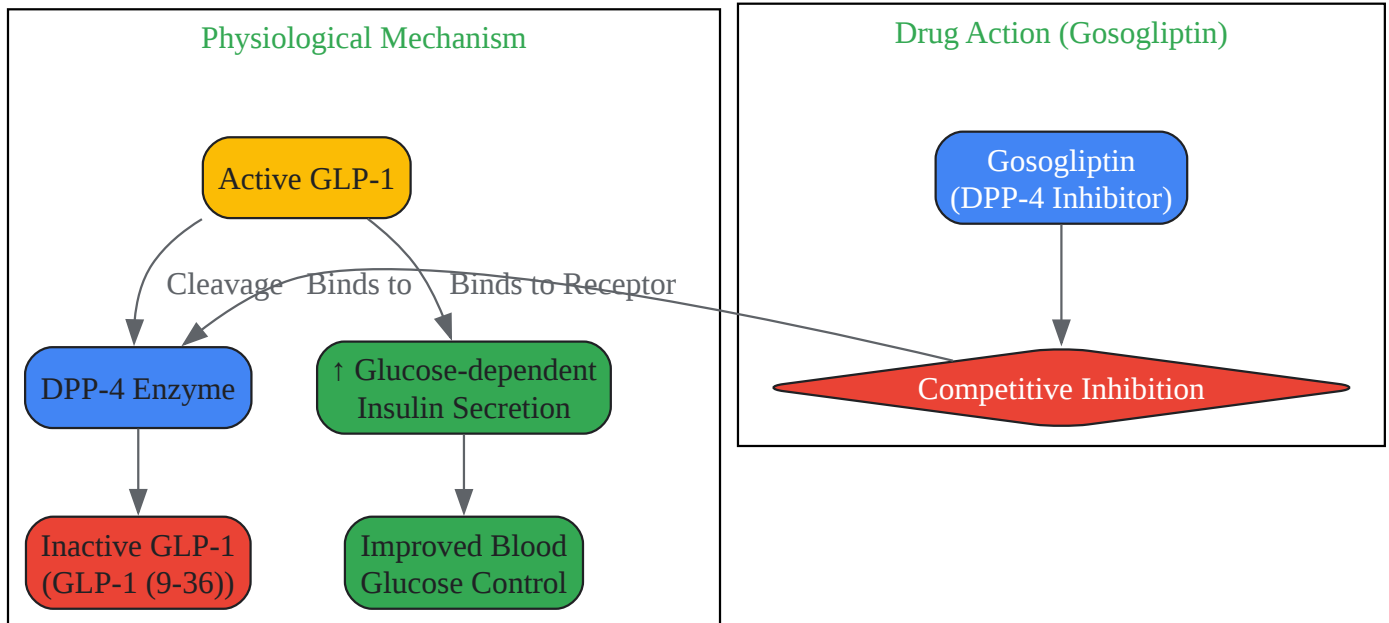 Physiological Mechanism
Active GLP-1
Cleavage
Binds to
Binds to Receptor
DPP-4 Enzyme
↑ Glucose-dependent
Insulin Secretion
Inactive GLP-1
(GLP-1 (9-36))
Improved Blood
Glucose Control
Drug Action (Gosogliptin)
Gosogliptin
(DPP-4 Inhibitor)
Competitive Inhibition